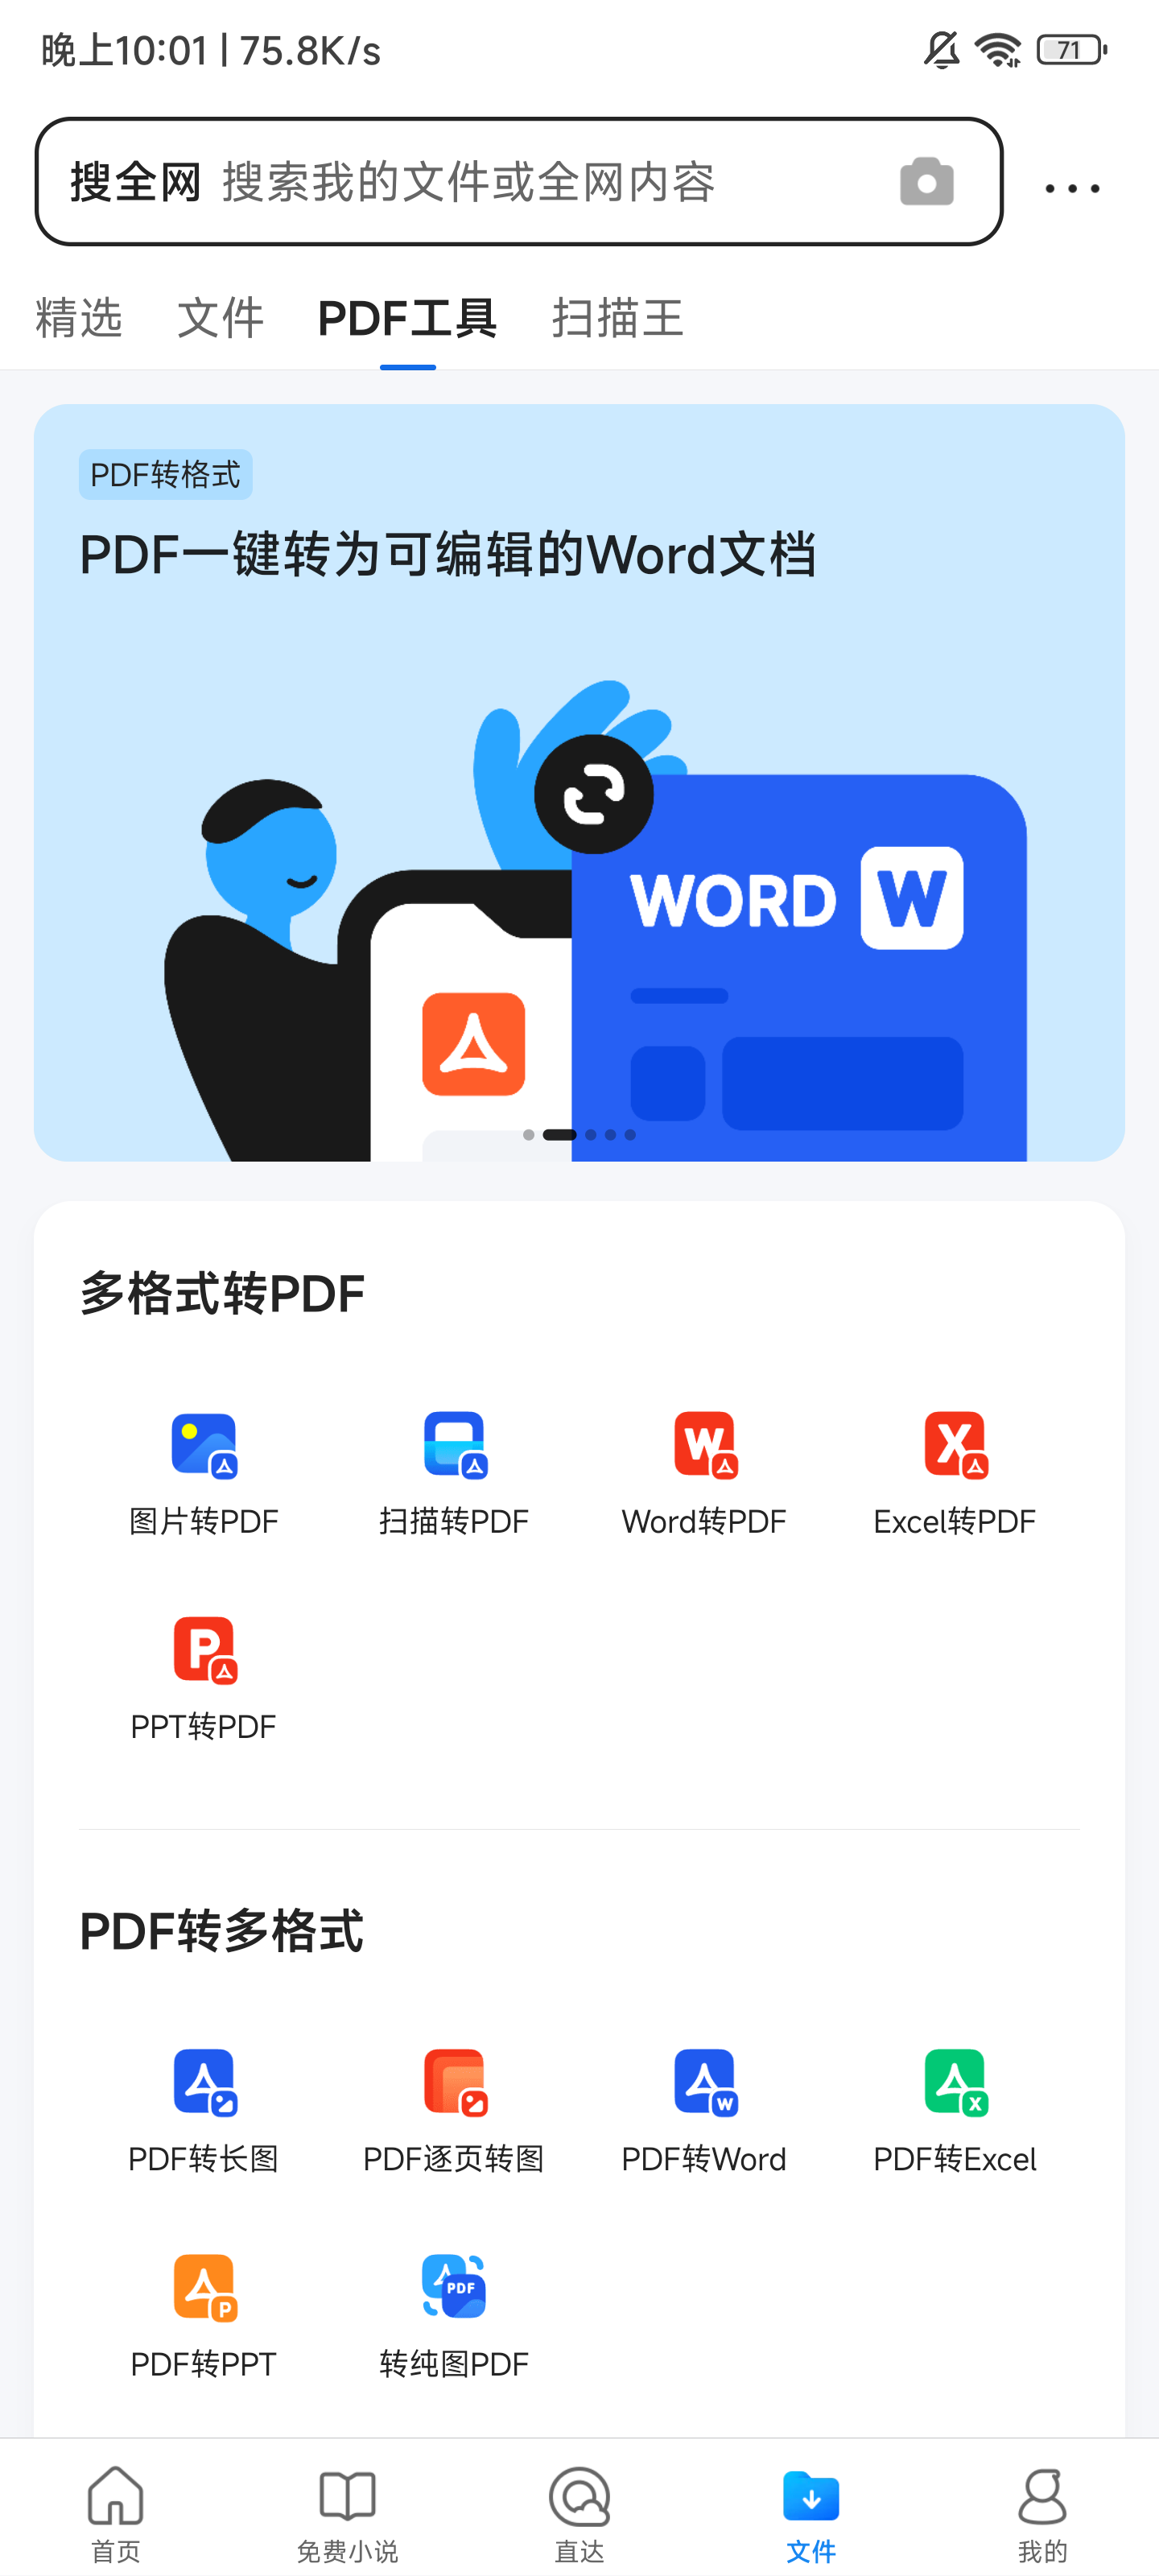 晚上10:01 | 75.8K/s
71
搜全网 搜索我的文件或全网内容
精选 文件 PDF工具 扫描王
PDF转格式
PDF一键转为可编辑的Word文档
WORD W
多格式转PDF
W X
图片转PDF 扫描转PDF Word转PDF Excel转PDF
P
PPT转PDF
PDF转多格式
W X
PDF转长图 PDF逐页转图 PDF转Word PDF转Excel
P PDF
PDF转PPT 转纯图PDF
首页 免费小说 直达 文件 我的